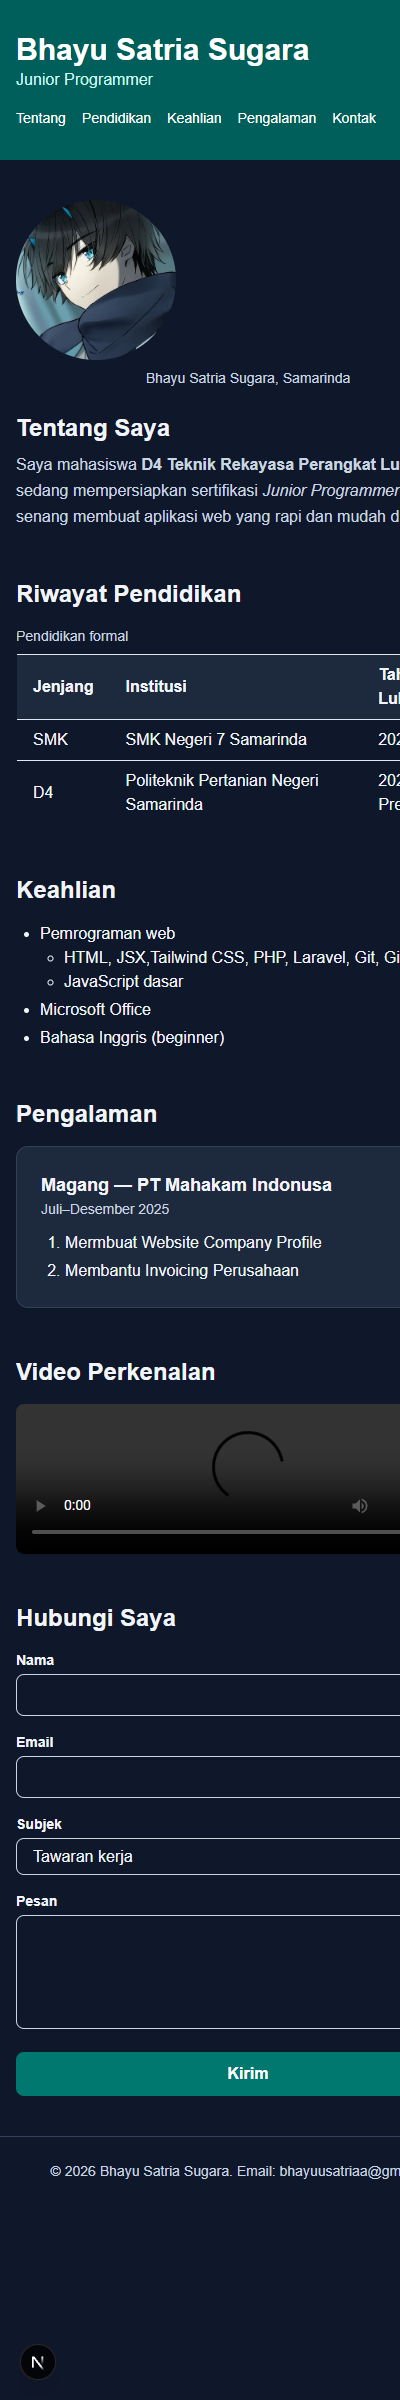 Bhayu Satria Sugara
Junior Programmer
Tentang Pendidikan Keahlian Pengalaman Kontak
Bhayu Satria Sugara, Samarinda
Tentang Saya
Saya mahasiswa D4 Teknik Rekayasa Perangkat Lu
sedang mempersiapkan sertifikasi Junior Programmer
senang membuat aplikasi web yang rapi dan mudah d
Riwayat Pendidikan
Pendidikan formal
Jenjang Institusi Tah
Lul
SMK SMK Negeri 7 Samarinda 202
D4 Politeknik Pertanian Negeri Samarinda 202
Pre
Keahlian
Pemrograman web
HTML, JSX,Tailwind CSS, PHP, Laravel, Git, Gi
JavaScript dasar
Microsoft Office
Bahasa Inggris (beginner)
Pengalaman
Magang — PT Mahakam Indonusa
Juli–Desember 2025
1. Mermbuat Website Company Profile
2. Membantu Invoicing Perusahaan
Video Perkenalan
0:00
Hubungi Saya
Nama
Email
Subjek
Tawaran kerja
Pesan
Kirim
© 2026 Bhayu Satria Sugara. Email: bhayuusatriaa@gm
N